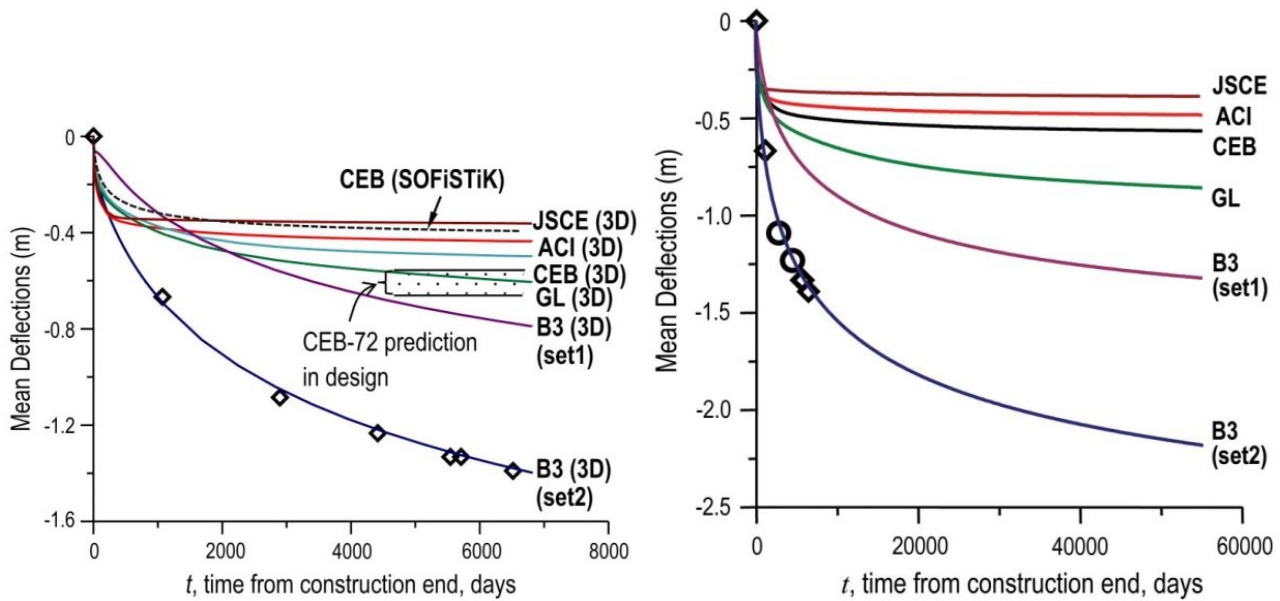 0
-0.4
-0.8
-1.2
-1.6
Mean Deflections (m)
CEB (SOFiSTiK)
JSCE (3D)
ACI (3D)
CEB (3D)
GL (3D)
B3 (3D)
(set1)
CEB-72 prediction
in design
B3 (3D)
(set2)
0 2000 4000 6000 8000
t, time from construction end, days
0
-0.5
-1.0
-1.5
-2.0
-2.5
Mean Deflections (m)
JSCE
ACI
CEB
GL
B3
(set1)
B3
(set2)
0 20000 40000 60000
t, time from construction end, days